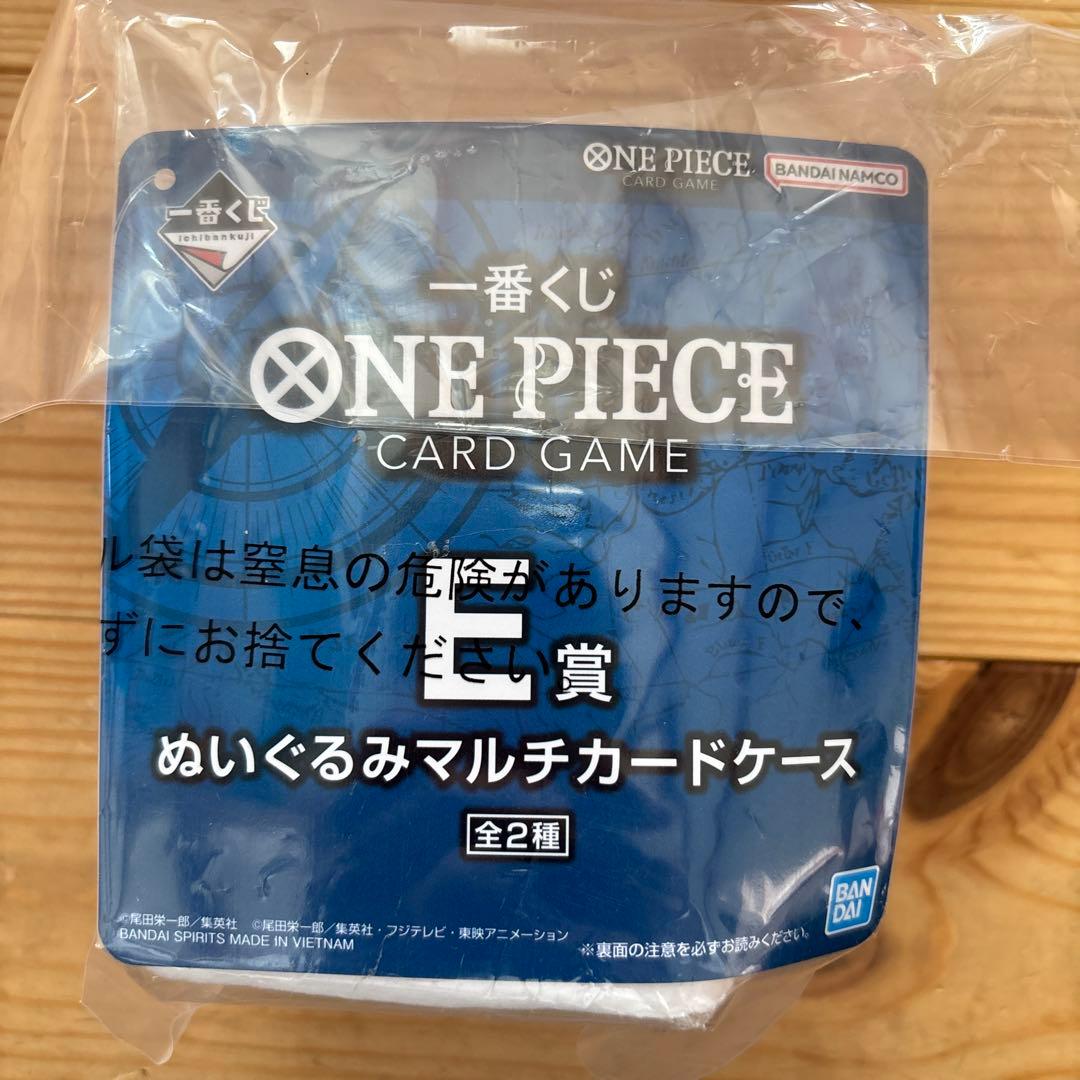 一番くじ
ichibankuji
ONE PIECE
CARD GAME
BANDAI NAMCO
一番くじ
ONE PIECE
CARD GAME
ル袋は窒息の危険がありますので、
ずにお捨てください。
E賞
ぬいぐるみマルチカードケース
全2種
©尾田栄一郎／集英社 ©尾田栄一郎／集英社・フジテレビ・東映アニメーション
BANDAI SPIRITS MADE IN VIETNAM
※裏面の注意を必ずお読みください。
BAN
DAI